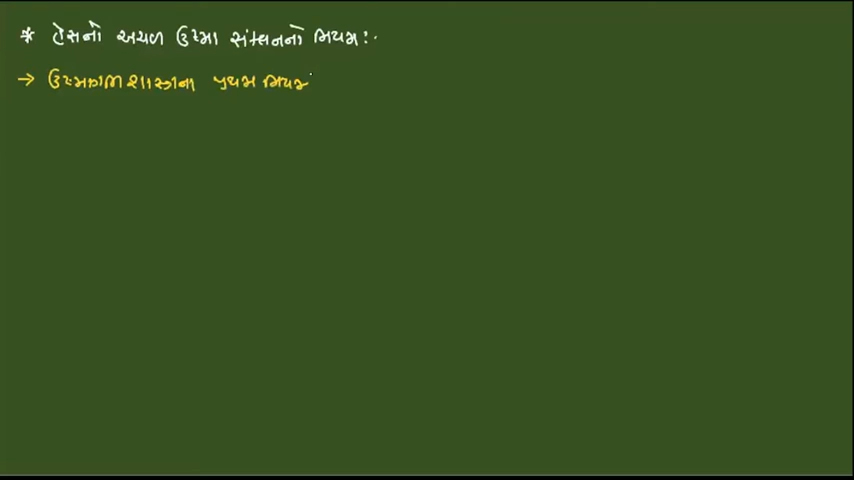 * હેસનો અચળ ઉષ્મા સંકલનનો નિયમ :-
→ ઉષ્માગતિશાસ્ત્રના પ્રથમ નિયમ